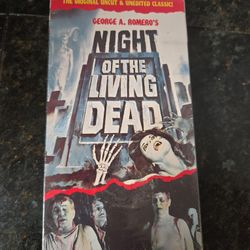 THE ORIGINAL UNCUT & UNEDITED CLASSIC!
GEORGE A. ROMERO'S
NIGHT
OF THE
LIVING
DEAD